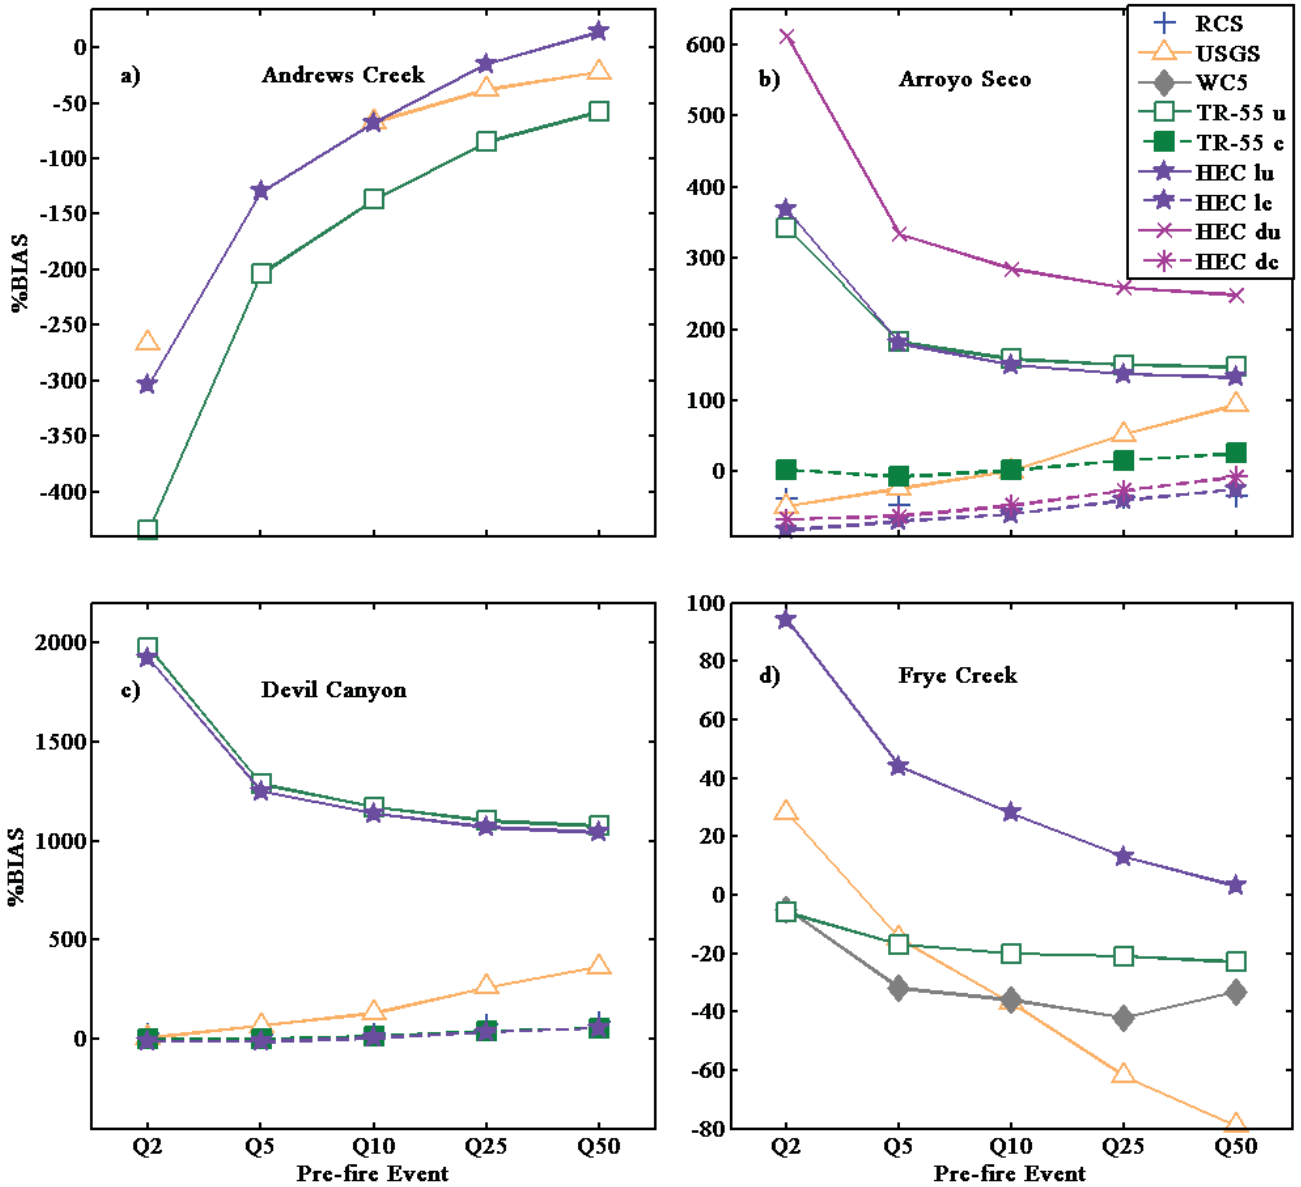 a) Andrews Creek
0
-50
-100
-150
-200
-250
-300
-350
-400
%BIAS
b) Arroyo Seco
600
500
400
300
200
100
0
RCS
USGS
WC5
TR-55 u
TR-55 c
HEC lu
HEC lc
HEC du
HEC dc
c) Devil Canyon
2000
1500
1000
500
0
%BIAS
Q2 Q5 Q10 Q25 Q50
Pre-fire Event
d) Frye Creek
100
80
60
40
20
0
-20
-40
-60
-80
Q2 Q5 Q10 Q25 Q50
Pre-fire Event